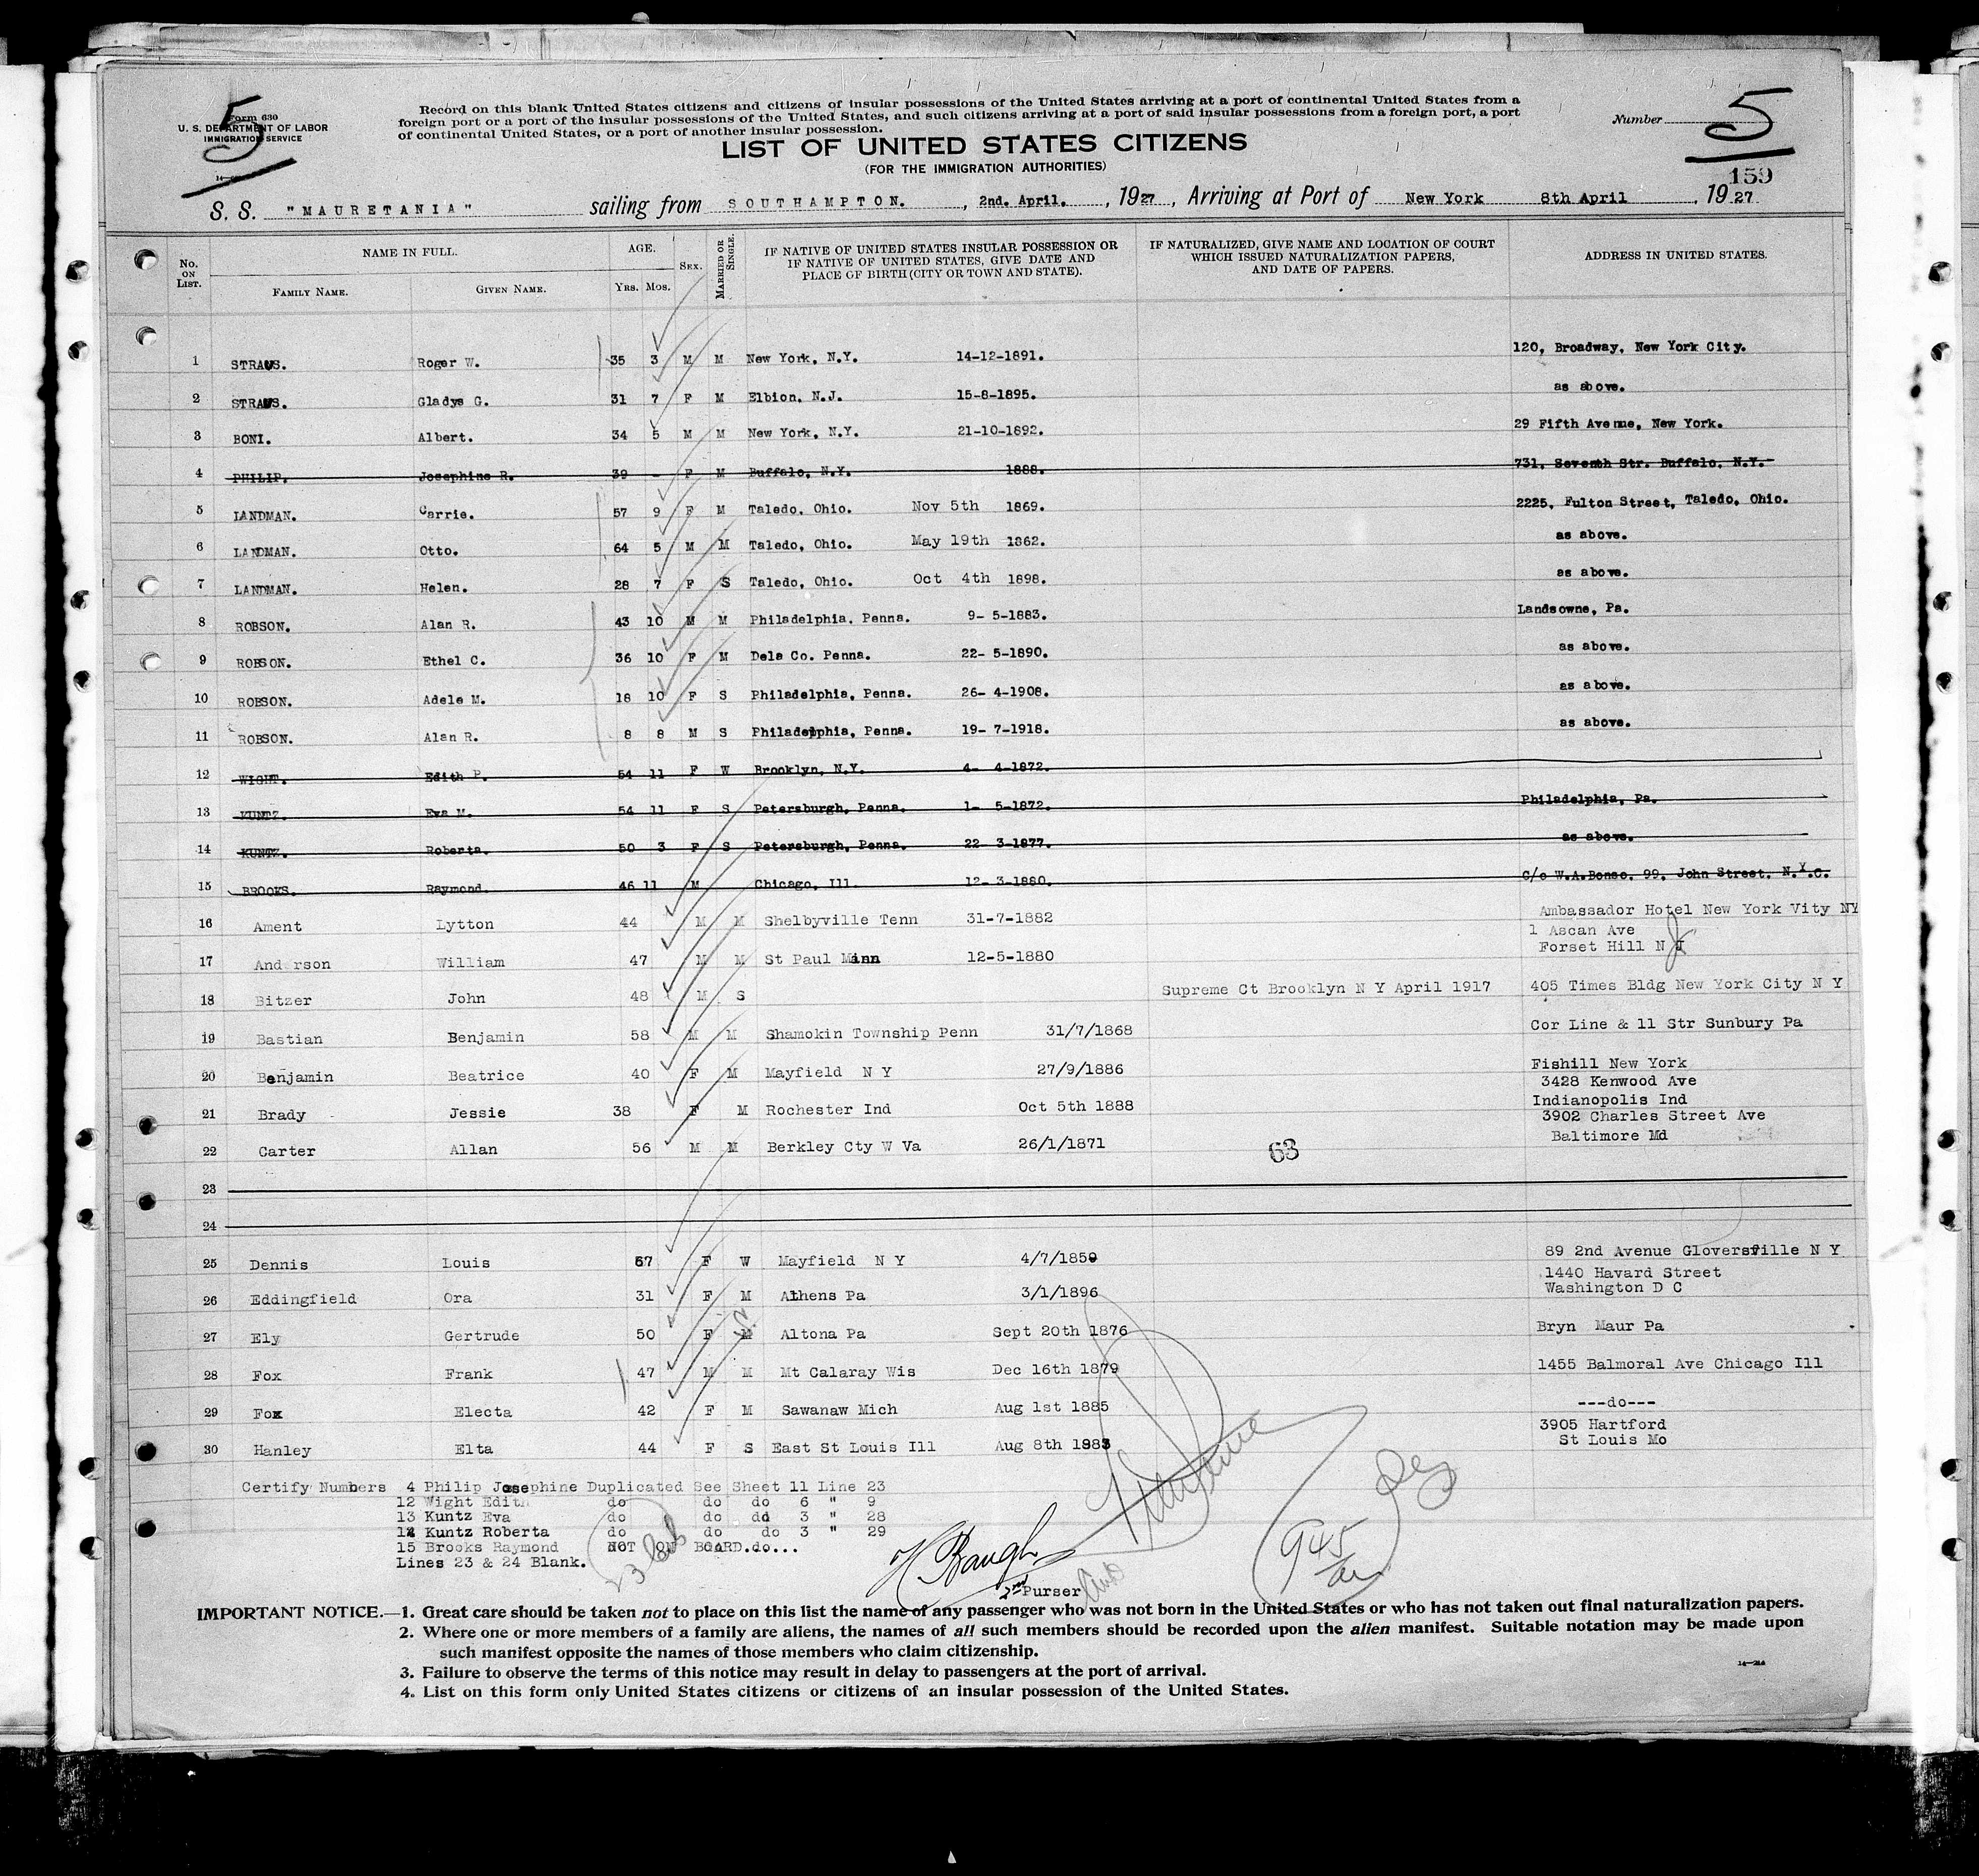 5
5
Form 630
U. S. DEPARTMENT OF LABOR
IMMIGRATION SERVICE
Record on this blank United States citizens and citizens of insular possessions of the United States arriving at a port of continental United States from a
foreign port or a port of the insular possessions of the United States, and such citizens arriving at a port of said insular possessions from a foreign port, a port
of continental United States, or a port of another insular possession.
Number
LIST OF UNITED STATES CITIZENS
(FOR THE IMMIGRATION AUTHORITIES)
159
S. S. "MAURETANIA" sailing from SOUTHAMPTON. , 2nd. April. , 1927 , Arriving at Port of New York 8th April , 1927.
No. ON LIST. NAME IN FULL. FAMILY NAME. GIVEN NAME. AGE. YRS. MOS. SEX. MARRIED OR SINGLE. IF NATIVE OF UNITED STATES INSULAR POSSESSION OR IF NATIVE OF UNITED STATES, GIVE DATE AND PLACE OF BIRTH (CITY OR TOWN AND STATE). IF NATURALIZED, GIVE NAME AND LOCATION OF COURT WHICH ISSUED NATURALIZATION PAPERS, AND DATE OF PAPERS. ADDRESS IN UNITED STATES.
1 STRAUS. Roger W. 35 3 M M New York, N.Y. 14-12-1891. 120, Broadway, New York City.
2 STRAUS. Gladys G. 31 7 F M Elbion, N.J. 15-8-1895. as above.
3 BONI. Albert. 34 5 M M New York, N.Y. 21-10-1892. 29 Fifth Avenue, New York.
4 PHILIP. Josephine R. 39 - F M Buffalo, N.Y. 1888. 731, Seventh Str. Buffalo, N.Y.
5 LANDMAN. Carrie. 57 9 F M Taledo, Ohio. Nov 5th 1869. 2225, Fulton Street, Taledo, Ohio.
6 LANDMAN. Otto. 64 5 M M Taledo, Ohio. May 19th 1862. as above.
7 LANDMAN. Helen. 28 7 F S Taledo, Ohio. Oct 4th 1898. as above.
8 ROBSON. Alan R. 43 10 M M Philadelphia, Penna. 9- 5-1883. Landsowne, Pa.
9 ROBSON. Ethel C. 36 10 F M Dela Co. Penna. 22- 5-1890. as above.
10 ROBSON. Adele M. 18 10 F S Philadelphia, Penna. 26- 4-1908. as above.
11 ROBSON. Alan R. 8 8 M S Philadelphia, Penna. 19- 7-1918. as above.
12 WIGHT. Edith P. 54 11 F W Brooklyn, N.Y. 4- 4-1872.
13 KUNTZ. Eva M. 54 11 F S Petersburgh, Penna. 1- 5-1872. Philadelphia, Pa.
14 KUNTZ. Roberta. 50 3 F S Petersburgh, Penna. 22 3-1877. as above.
15 BROOKS. Raymond. 46 11 M Chicago, Ill. 12- 3-1880. C/o W.A.Bonso, 99, John Street, N.Y.C.
16 Ament Lytton 44 M M Shelbyville Tenn 31-7-1882 Ambassador Hotel New York Vity NY
1 Ascan Ave
17 Anderson William 47 M M St Paul Minn 12-5-1880 Forset Hill N J
18 Bitzer John 48 M S Supreme Ct Brooklyn N Y April 1917 405 Times Bldg New York City N Y
19 Bastian Benjamin 58 M M Shamokin Township Penn 31/7/1868 Cor Line & 11 Str Sunbury Pa
20 Benjamin Beatrice 40 F M Mayfield N Y 27/9/1886 Fishill New York
3428 Kenwood Ave
21 Brady Jessie 38 F M Rochester Ind Oct 5th 1888 Indianopolis Ind
3902 Charles Street Ave
22 Carter Allan 56 M M Berkley Cty W Va 26/1/1871 Baltimore Md
63
23
24
25 Dennis Louis 67 F W Mayfield N Y 4/7/1859 89 2nd Avenue Gloversville N Y
1440 Havard Street
26 Eddingfield Ora 31 F M Athens Pa 3/1/1896 Washington D C
27 Ely Gertrude 50 F M S Altona Pa Sept 20th 1876 Bryn Maur Pa
28 Fox Frank 47 M M Mt Calaray Wis Dec 16th 1879 1455 Balmoral Ave Chicago Ill
29 Fox Electa 42 F M Sawanaw Mich Aug 1st 1885 ---do---
3905 Hartford
30 Hanley Elta 44 F S East St Louis Ill Aug 8th 1983 St Louis Mo
Certify Numbers 4 Philip Josephine Duplicated See Sheet 11 Line 23
12 Wight Edith do do do 6 " 9
13 Kuntz Eva do do do 3 " 28
14 Kuntz Roberta do do do 3 " 29
15 Brooks Raymond NOT ON BOARD.do...
Lines 23 & 24 Blank.
945
2nd Purser
IMPORTANT NOTICE.—1. Great care should be taken not to place on this list the name of any passenger who was not born in the United States or who has not taken out final naturalization papers.
2. Where one or more members of a family are aliens, the names of all such members should be recorded upon the alien manifest. Suitable notation may be made upon
such manifest opposite the names of those members who claim citizenship.
3. Failure to observe the terms of this notice may result in delay to passengers at the port of arrival.
4. List on this form only United States citizens or citizens of an insular possession of the United States.